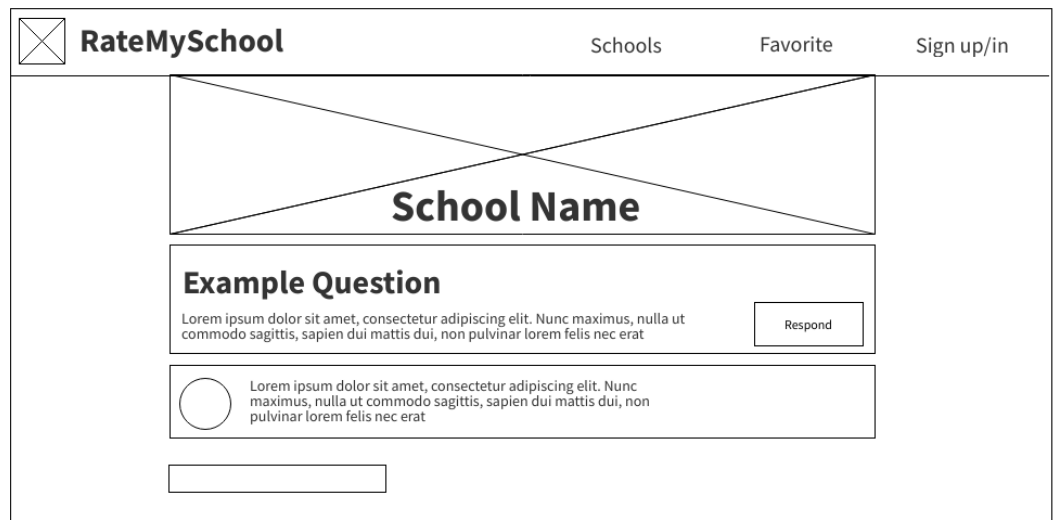 RateMySchool
Schools
Favorite
Sign up/in
School Name
Example Question
Lorem ipsum dolor sit amet, consectetur adipiscing elit. Nunc maximus, nulla ut
commodo sagittis, sapien dui mattis dui, non pulvinar lorem felis nec erat
Respond
Lorem ipsum dolor sit amet, consectetur adipiscing elit. Nunc
maximus, nulla ut commodo sagittis, sapien dui mattis dui, non
pulvinar lorem felis nec erat